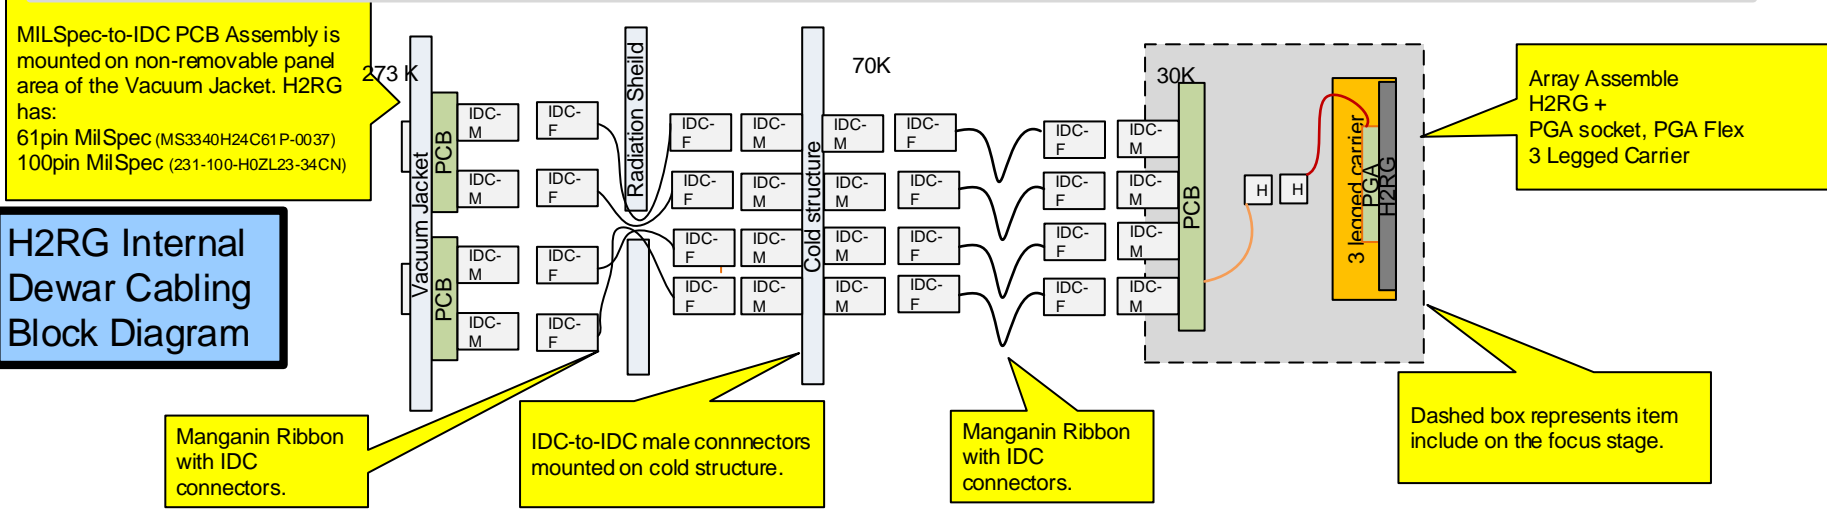 MILSpec-to-IDC PCB Assembly is
mounted on non-removable panel
area of the Vacuum Jacket. H2RG
has:
61pin MilSpec (MS3340H24C61P-0037)
100pin MilSpec (231-100-H0ZL23-34CN)
H2RG Internal
Dewar Cabling
Block Diagram
273 K
Vacuum Jacket
PCB
PCB
IDC-
M
IDC-
M
IDC-
M
IDC-
M
IDC-
F
IDC-
F
IDC-
F
IDC-
F
Radiation Sheild
IDC-
F
IDC-
F
IDC-
F
IDC-
F
IDC-
M
IDC-
M
IDC-
M
IDC-
M
Cold structure
70K
IDC-
M
IDC-
M
IDC-
M
IDC-
M
IDC-
F
IDC-
F
IDC-
F
IDC-
F
IDC-
F
IDC-
F
IDC-
F
IDC-
F
IDC-
M
IDC-
M
IDC-
M
IDC-
M
30K
PCB
H
H
3 legged carrier
PGA
H2RG
Array Assemble
H2RG +
PGA socket, PGA Flex
3 Legged Carrier
Manganin Ribbon
with IDC
connectors.
IDC-to-IDC male connnectors
mounted on cold structure.
Manganin Ribbon
with IDC
connectors.
Dashed box represents item
include on the focus stage.